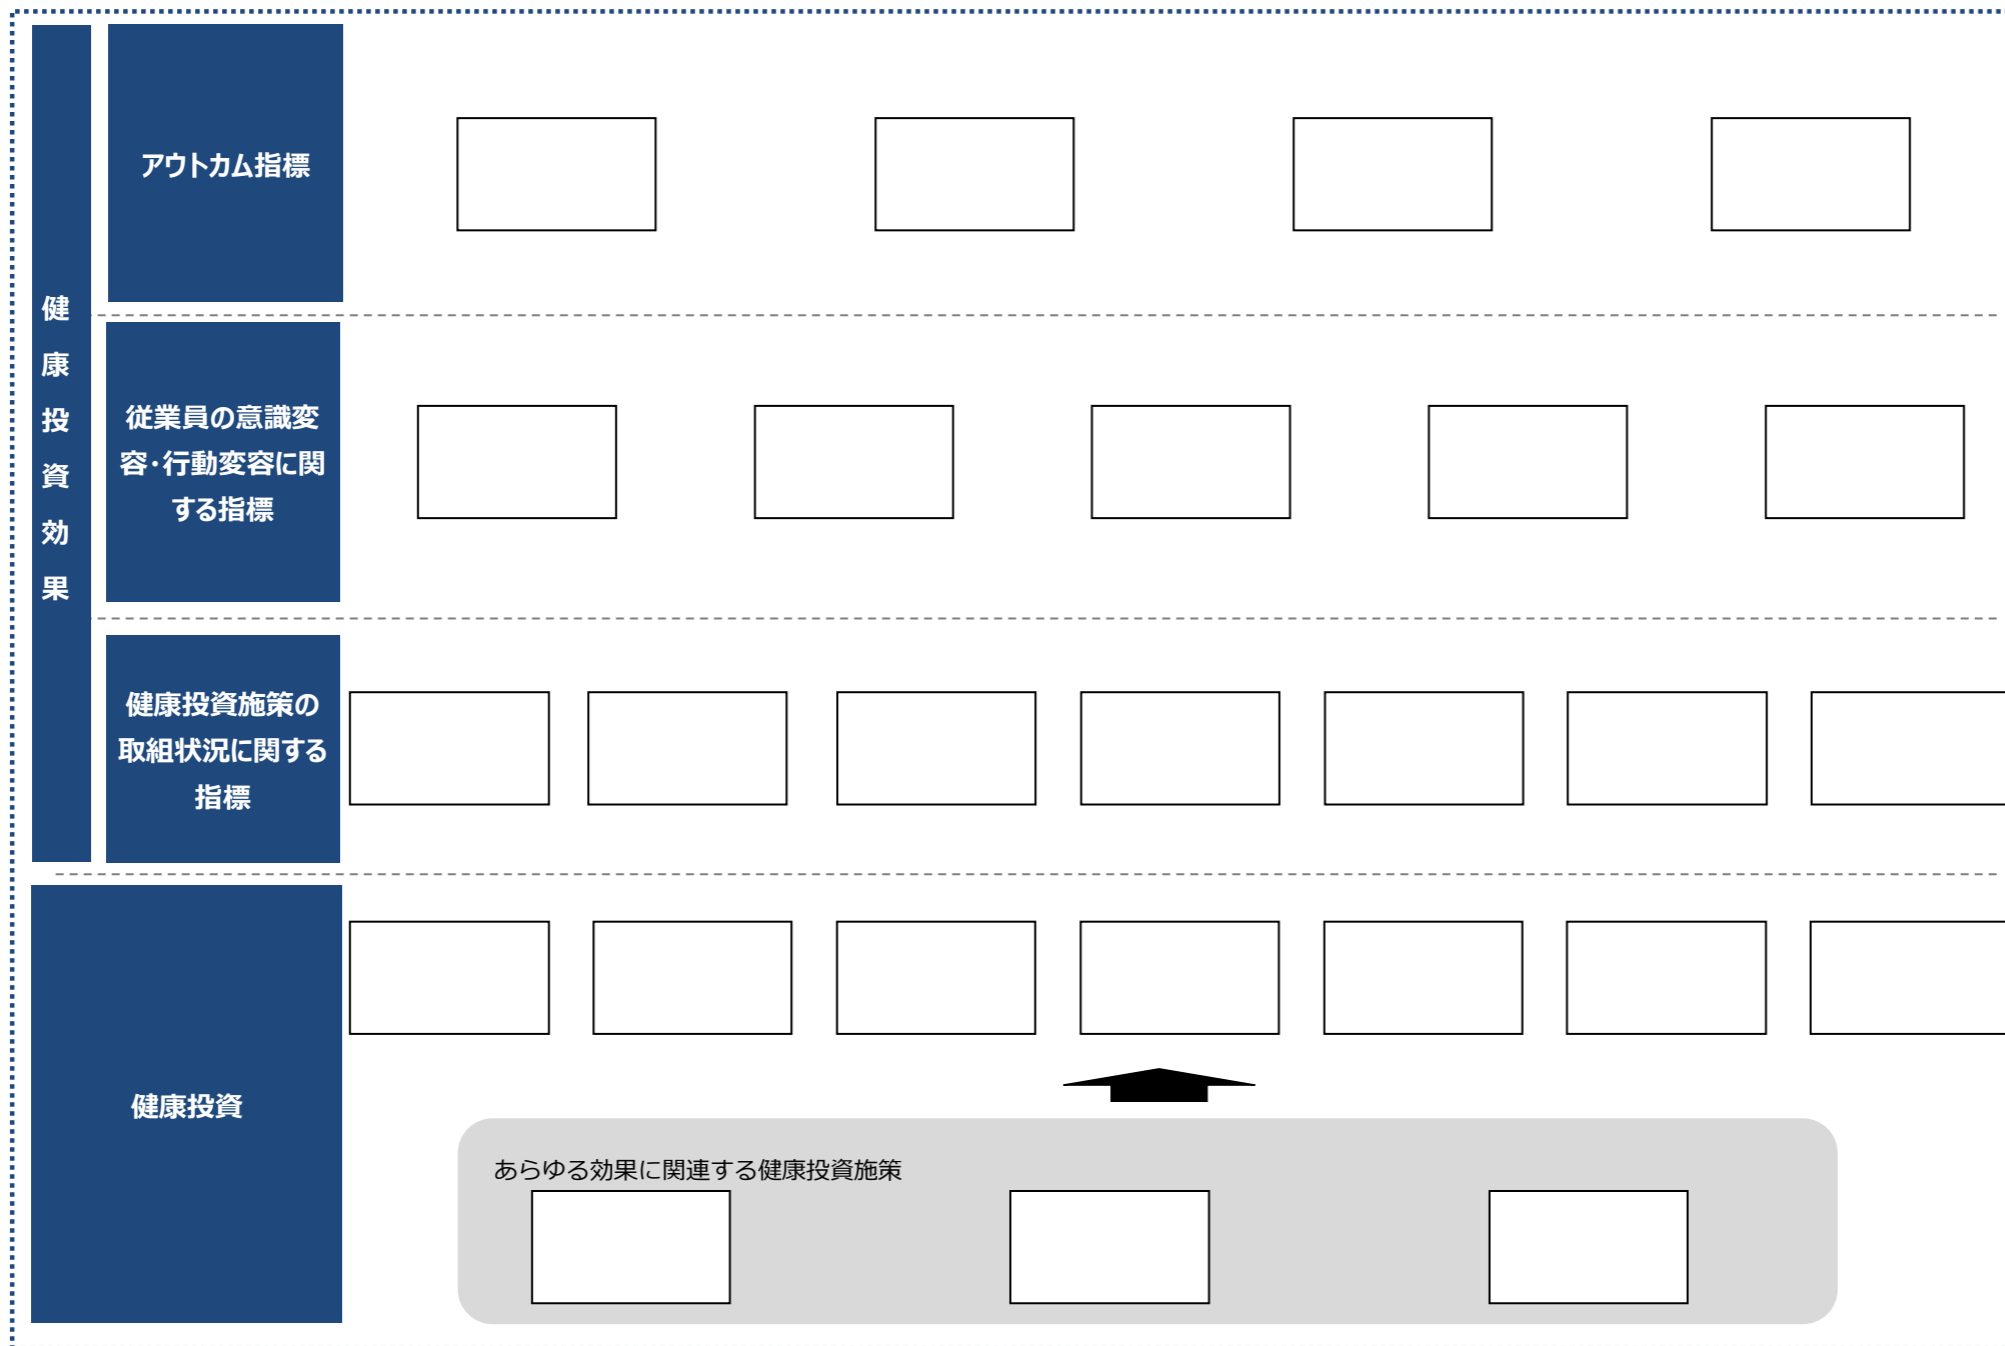 健康投資効果
アウトカム指標
従業員の意識変
容・行動変容に関
する指標
健康投資施策の
取組状況に関する
指標
健康投資
あらゆる効果に関連する健康投資施策